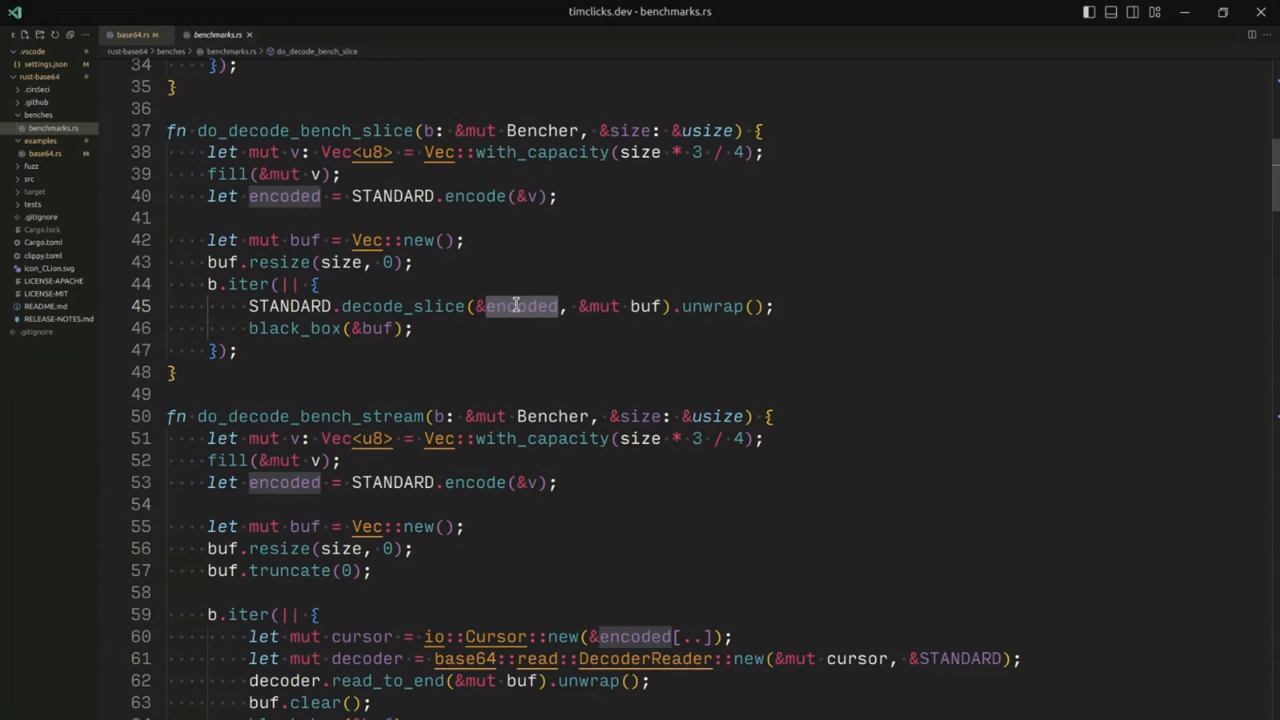 timclicks.dev - benchmarks.rs
base64.rs M
benchmarks.rs
rust-base64 › benches › benchmarks.rs › do_decode_bench_slice
.vscode
settings.json
rust-base64
.circleci
.github
benches
benchmarks.rs
examples
base64.rs
fuzz
src
target
tests
.gitignore
Cargo.lock
Cargo.toml
clippy.toml
icon_CLion.svg
LICENSE-APACHE
LICENSE-MIT
README.md
RELEASE-NOTES.md
.gitignore
34     });
35 }
36
37 fn do_decode_bench_slice(b: &mut Bencher, &size: &usize) {
38     let mut v: Vec<u8> = Vec::with_capacity(size * 3 / 4);
39     fill(&mut v);
40     let encoded = STANDARD.encode(&v);
41
42     let mut buf = Vec::new();
43     buf.resize(size, 0);
44     b.iter(|| {
45         STANDARD.decode_slice(&encoded, &mut buf).unwrap();
46         black_box(&buf);
47     });
48 }
49
50 fn do_decode_bench_stream(b: &mut Bencher, &size: &usize) {
51     let mut v: Vec<u8> = Vec::with_capacity(size * 3 / 4);
52     fill(&mut v);
53     let encoded = STANDARD.encode(&v);
54
55     let mut buf = Vec::new();
56     buf.resize(size, 0);
57     buf.truncate(0);
58
59     b.iter(|| {
60         let mut cursor = io::Cursor::new(&encoded[..]);
61         let mut decoder = base64::read::DecoderReader::new(&mut cursor, &STANDARD);
62         decoder.read_to_end(&mut buf).unwrap();
63         buf.clear();